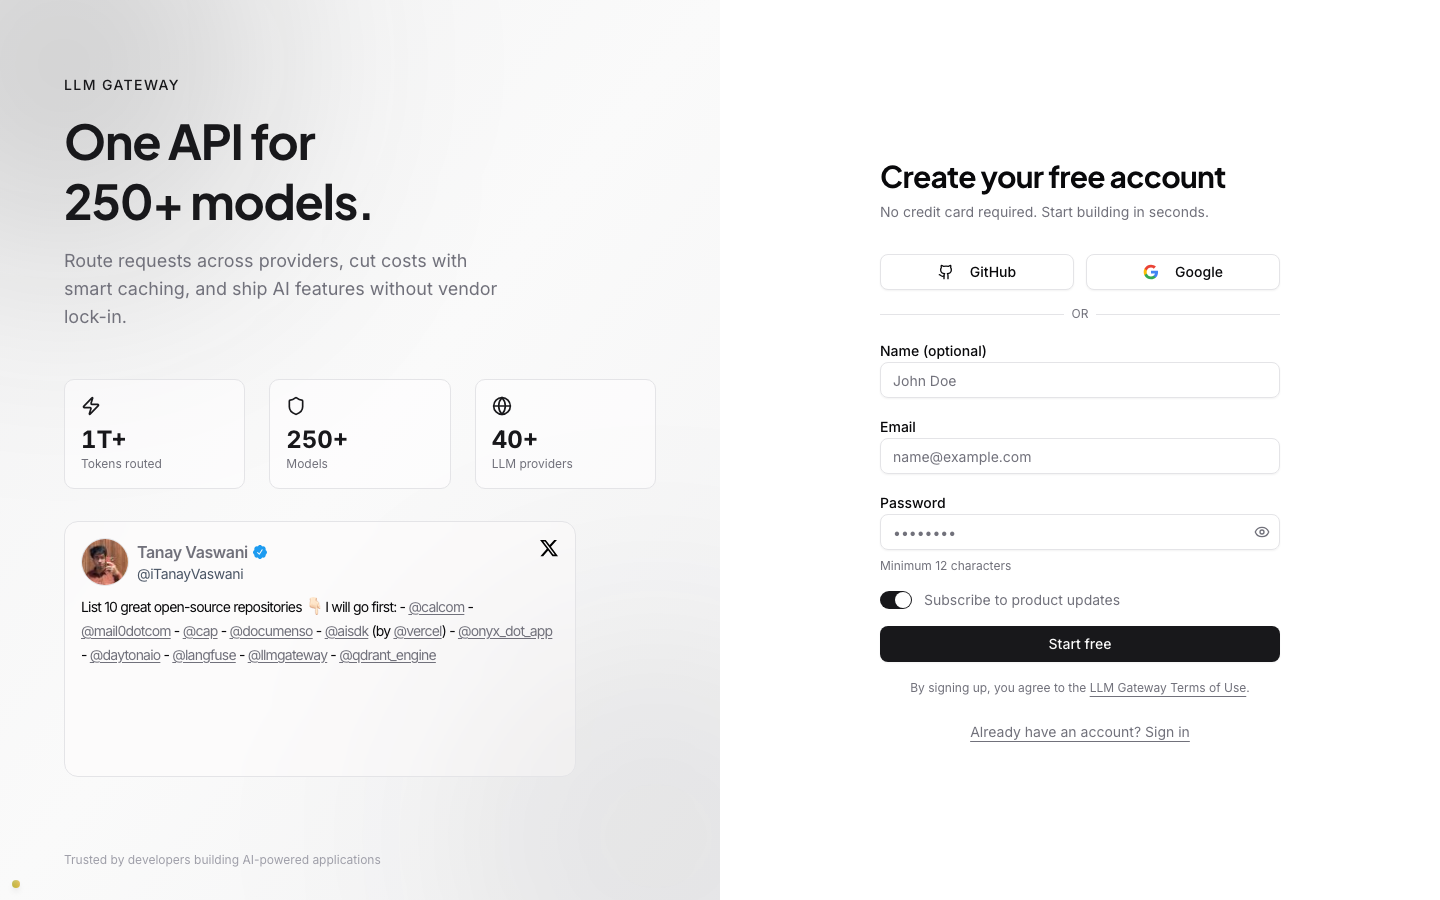 LLM GATEWAY
One API for
250+ models.
Route requests across providers, cut costs with
smart caching, and ship AI features without vendor
lock-in.
1T+
Tokens routed
250+
Models
40+
LLM providers
Tanay Vaswani
@iTanayVaswani
List 10 great open-source repositories 👇🏻 I will go first: - @calcom -
@mail0dotcom - @cap - @documenso - @aisdk (by @vercel) - @onyx_dot_app
- @daytonaio - @langfuse - @llmgateway - @qdrant_engine
Trusted by developers building AI-powered applications
Create your free account
No credit card required. Start building in seconds.
GitHub
Google
OR
Name (optional)
John Doe
Email
name@example.com
Password
••••••••
Minimum 12 characters
Subscribe to product updates
Start free
By signing up, you agree to the LLM Gateway Terms of Use.
Already have an account? Sign in